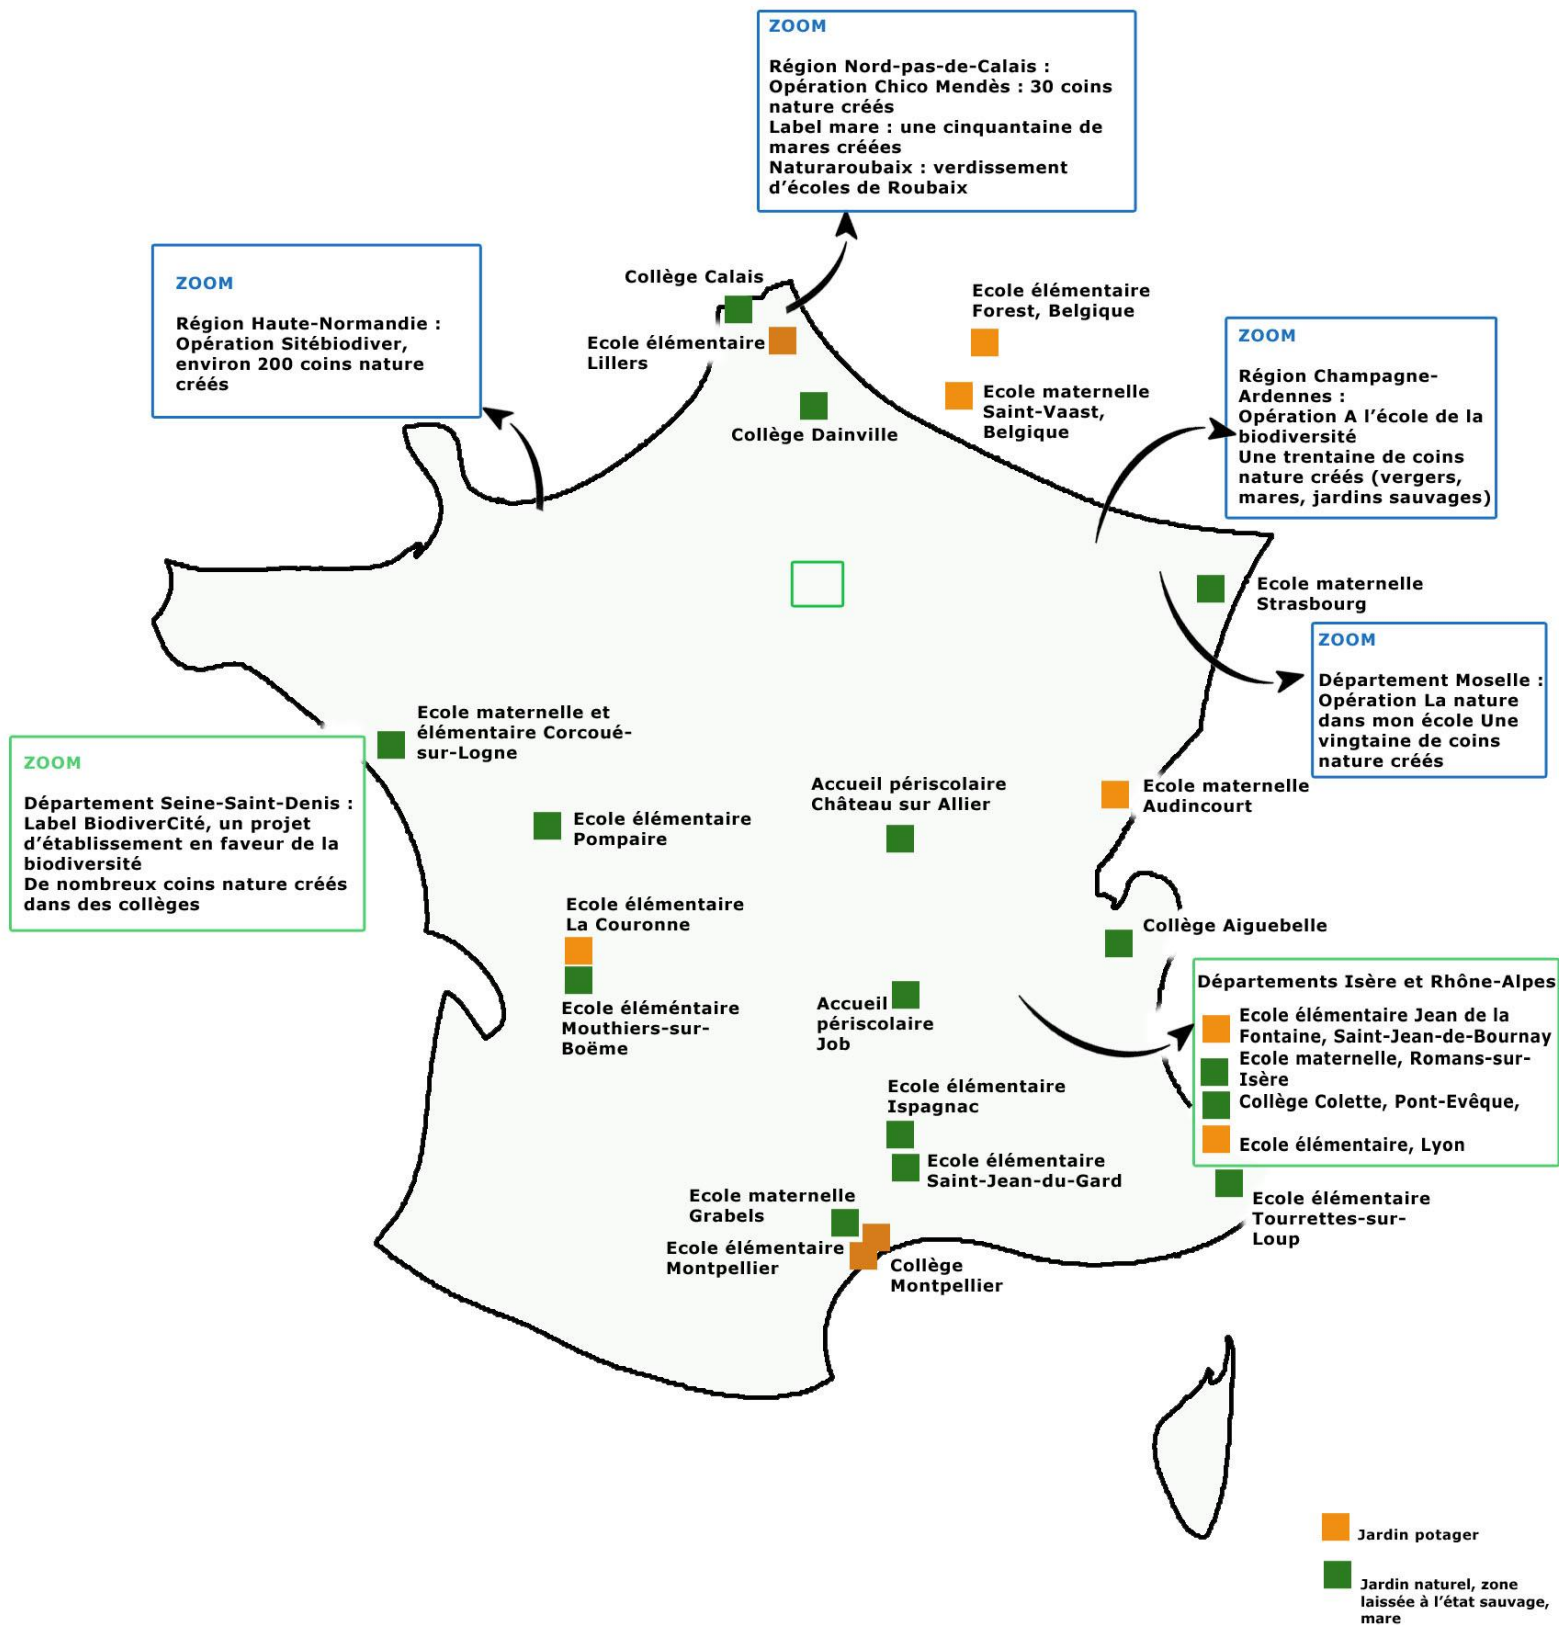 ZOOM
Région Nord-pas-de-Calais :
Opération Chico Mendès : 30 coins
nature créés
Label mare : une cinquantaine de
mares créées
Naturaroubaix : verdissement
d’écoles de Roubaix
ZOOM
Région Haute-Normandie :
Opération Sitébiodiver,
environ 200 coins nature
créés
Collège Calais
Ecole élémentaire
Lillers
Collège Dainville
Ecole élémentaire
Forest, Belgique
Ecole maternelle
Saint-Vaast,
Belgique
ZOOM
Région Champagne-
Ardennes :
Opération A l’école de la
biodiversité
Une trentaine de coins
nature créés (vergers,
mares, jardins sauvages)
Ecole maternelle
Strasbourg
ZOOM
Département Moselle :
Opération La nature
dans mon école Une
vingtaine de coins
nature créés
Ecole maternelle et
élémentaire Corcoué-
sur-Logne
ZOOM
Département Seine-Saint-Denis :
Label BiodiverCité, un projet
d’établissement en faveur de la
biodiversité
De nombreux coins nature créés
dans des collèges
Accueil périscolaire
Château sur Allier
Ecole maternelle
Audincourt
Ecole élémentaire
Pompaire
Ecole élémentaire
La Couronne
Ecole éléméntaire
Mouthiers-sur-
Boëme
Collège Aiguebelle
Accueil
périscolaire
Job
Départements Isère et Rhône-Alpes
Ecole élémentaire Jean de la
Fontaine, Saint-Jean-de-Bournay
Ecole maternelle, Romans-sur-
Isère
Collège Colette, Pont-Evêque,
Ecole élémentaire, Lyon
Ecole élémentaire
Ispagnac
Ecole élémentaire
Saint-Jean-du-Gard
Ecole maternelle
Grabels
Ecole élémentaire
Montpellier
Collège
Montpellier
Ecole élémentaire
Tourrettes-sur-
Loup
Jardin potager
Jardin naturel, zone
laissée à l’état sauvage,
mare